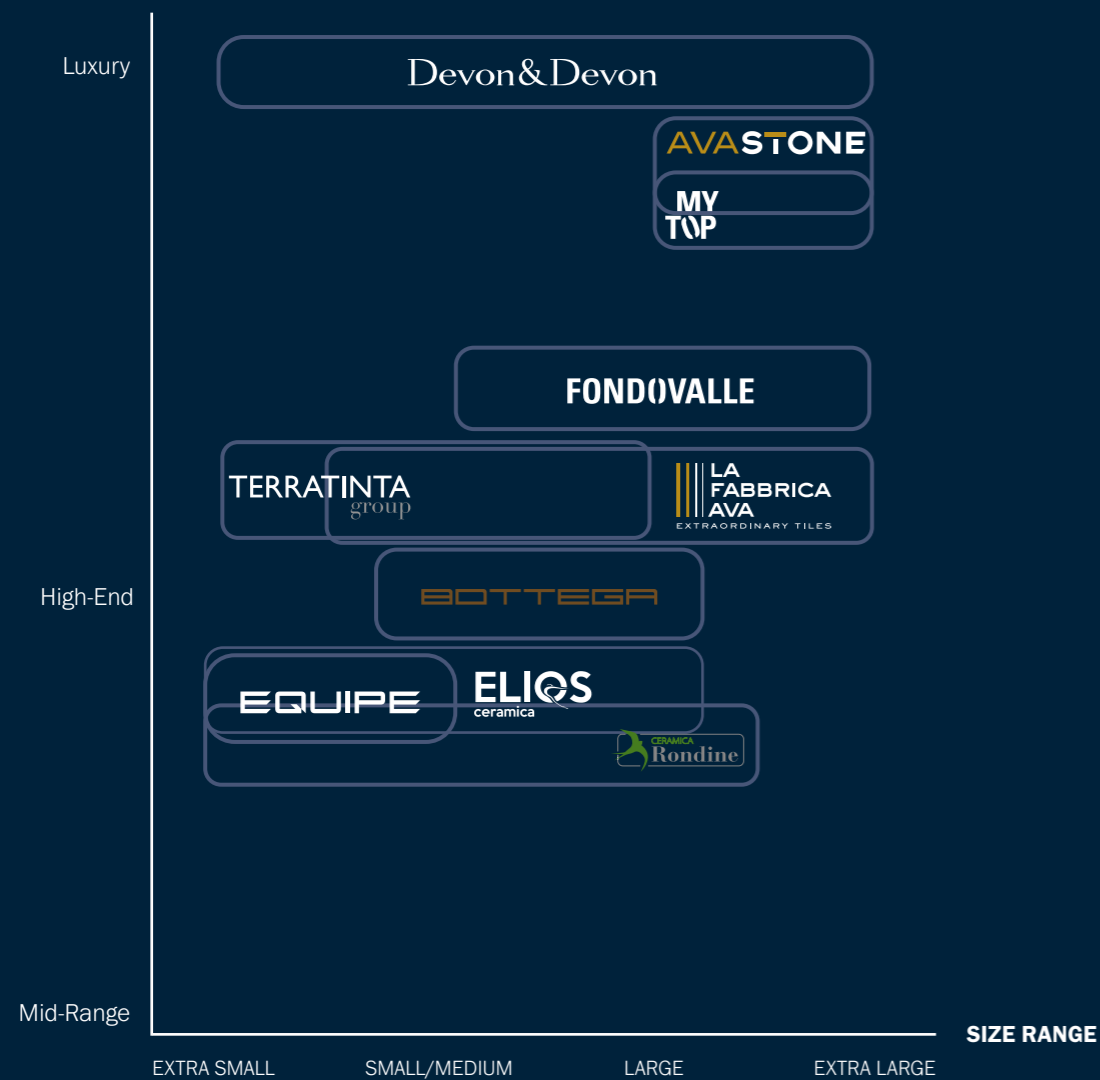 Luxury
Devon&Devon
AVASTONE
MY
TOP
FONDOVALLE
TERRATINTA
group
LA
FABBRICA
AVA
EXTRAORDINARY TILES
High-End
BOTTEGA
EQUIPE
ELIOS
ceramica
CERAMICA
Rondine
Mid-Range
SIZE RANGE
EXTRA SMALL SMALL/MEDIUM LARGE EXTRA LARGE